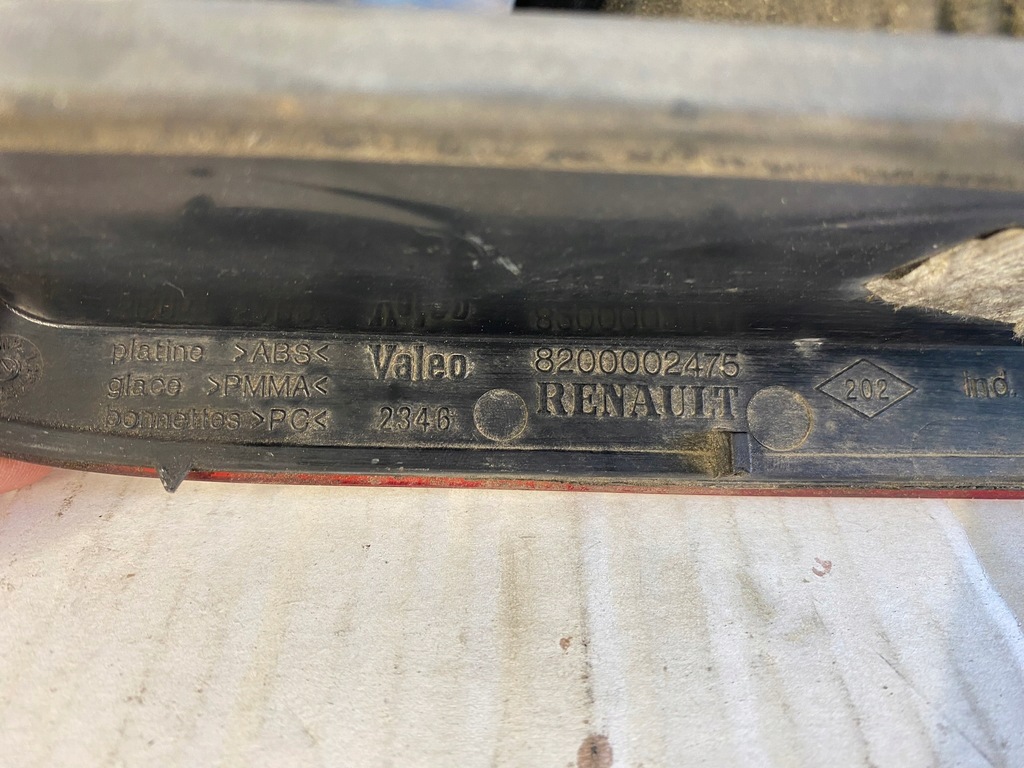 platine >ABS< Valeo 8200002475
glace >PMMA< RENAULT 202 Ind.
bonnettes >PC< 2346